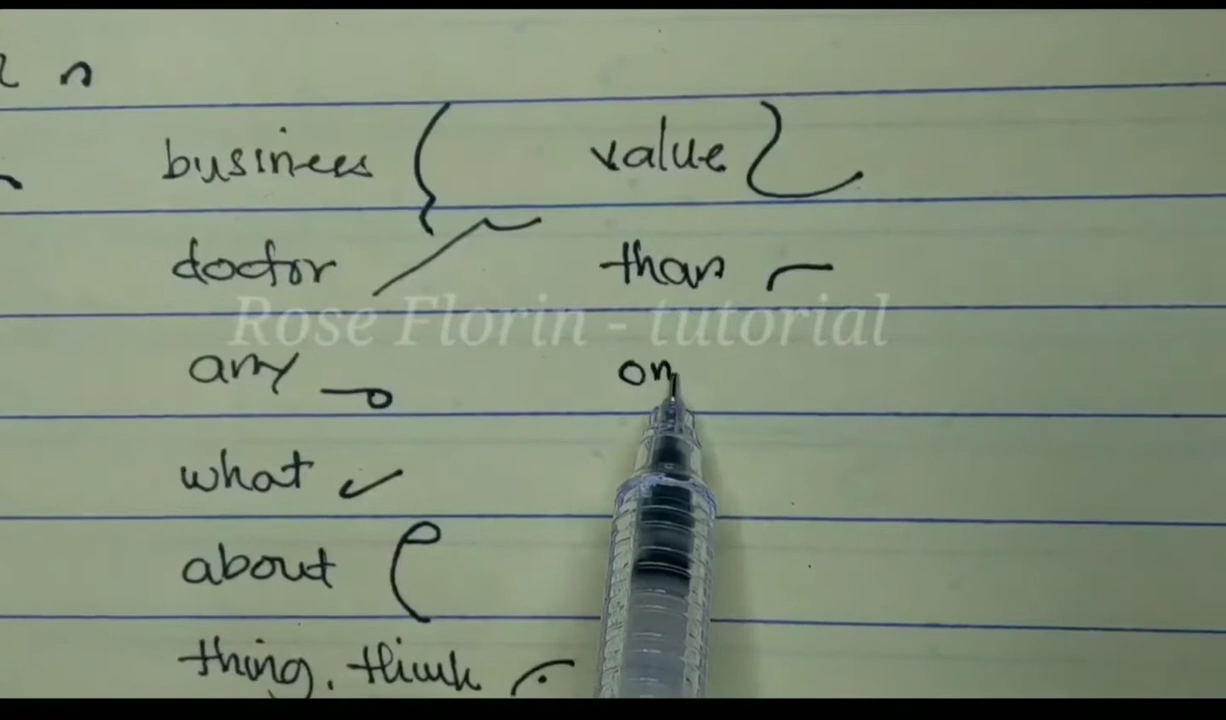 business value
doctor than
Rose Florin - tutorial
any on
what
about
thing. think